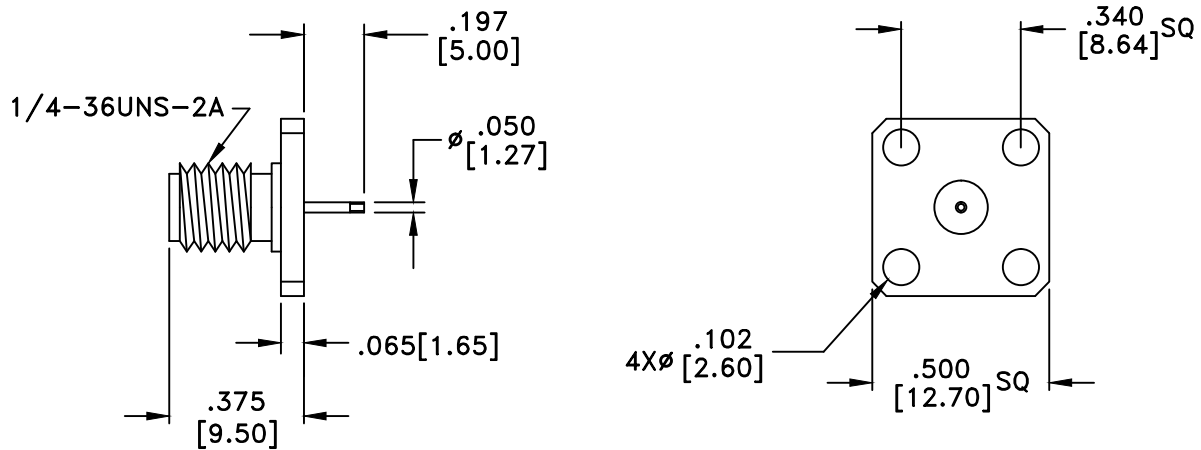 .197
[5.00]
1/4-36UNS-2A
ø .050
[1.27]
.065[1.65]
.375
[9.50]
.340
[8.64] SQ
4Xø .102
[2.60]
.500
[12.70] SQ